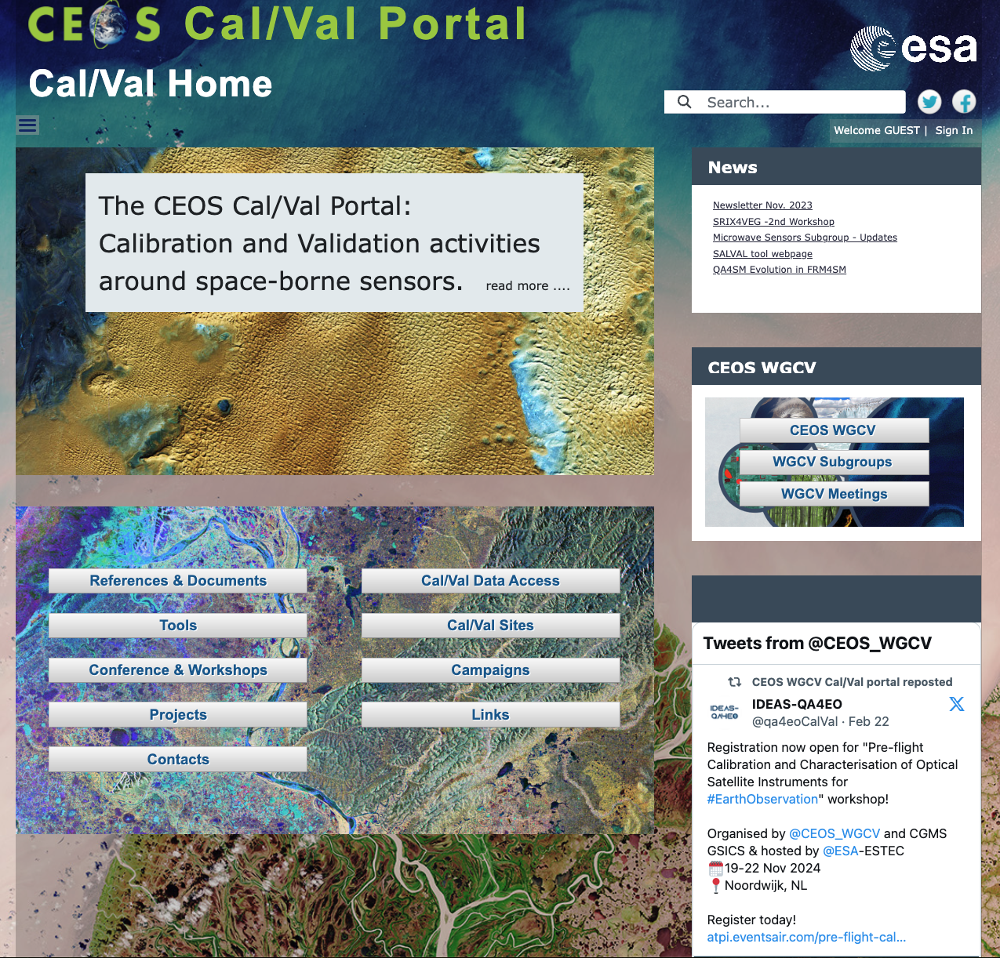 CEOS Cal/Val Portal
esa
Cal/Val Home
Search...
Welcome GUEST | Sign In
The CEOS Cal/Val Portal:
Calibration and Validation activities
around space-borne sensors. read more ....
News
Newsletter Nov. 2023
SRIX4VEG -2nd Workshop
Microwave Sensors Subgroup - Updates
SALVAL tool webpage
QA4SM Evolution in FRM4SM
CEOS WGCV
CEOS WGCV
WGCV Subgroups
WGCV Meetings
References & Documents
Cal/Val Data Access
Tools
Cal/Val Sites
Conference & Workshops
Campaigns
Projects
Links
Contacts
Tweets from @CEOS_WGCV
CEOS WGCV Cal/Val portal reposted
IDEAS-
QA4EO
IDEAS-QA4EO
@qa4eoCalVal · Feb 22
Registration now open for "Pre-flight
Calibration and Characterisation of Optical
Satellite Instruments for
#EarthObservation" workshop!
Organised by @CEOS_WGCV and CGMS
GSICS & hosted by @ESA-ESTEC
19-22 Nov 2024
Noordwijk, NL
Register today!
atpi.eventsair.com/pre-flight-cal...